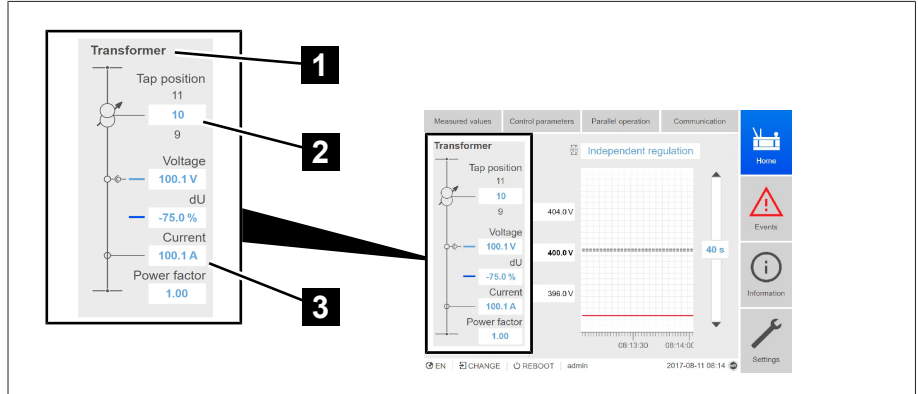 Transformer
Tap position
11
10
9
Voltage
100.1 V
dU
-75.0 %
Current
100.1 A
Power factor
1.00
1
2
3
Measured values
Control parameters
Parallel operation
Communication
Transformer
Tap position
11
10
9
Voltage
100.1 V
dU
-75.0 %
Current
100.1 A
Power factor
1.00
Independent regulation
404.0 V
400.0 V
396.0 V
40 s
08:13:30
08:14:00
Home
Events
Information
Settings
EN
CHANGE
REBOOT
admin
2017-08-11 08:14